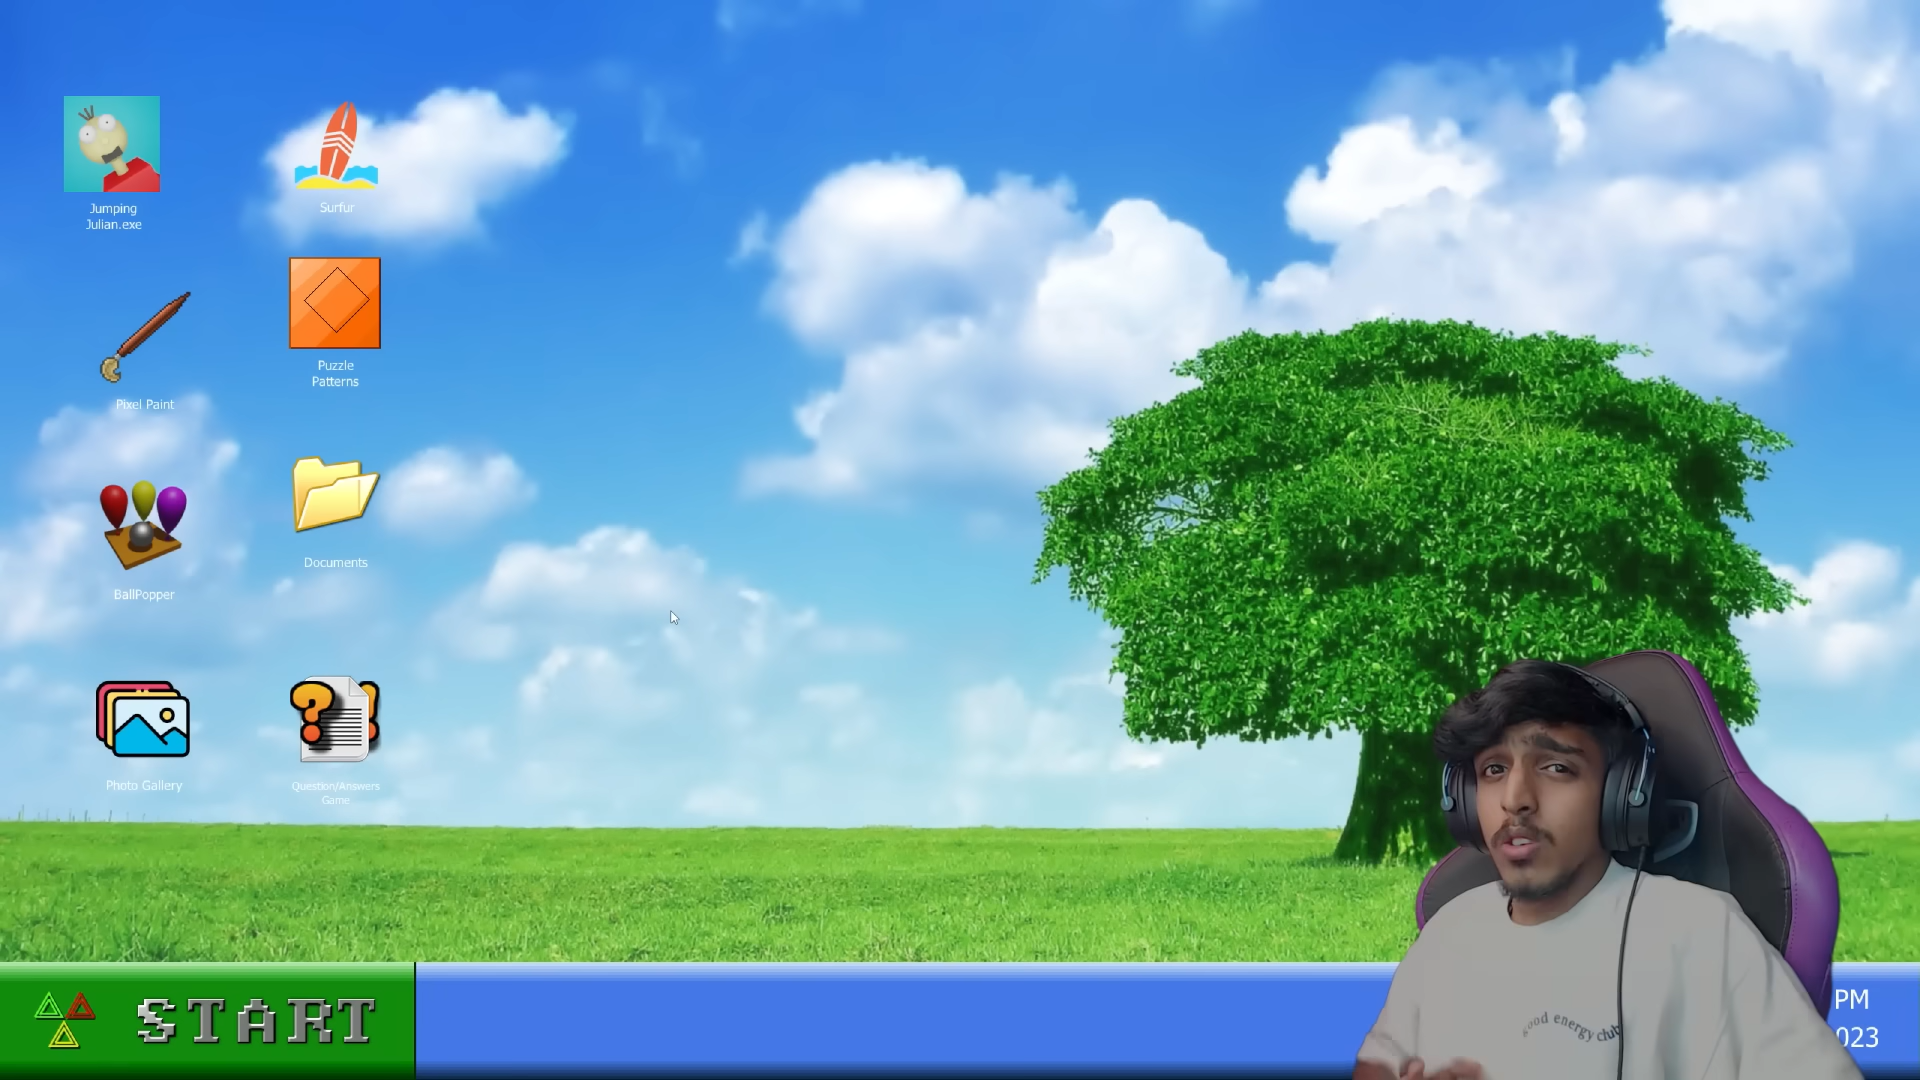 Jumping
Julian.exe
Surfur
Pixel Paint
Puzzle
Patterns
BallPopper
Documents
Photo Gallery
Question/Answers
Game
START
PM
023
good energy club